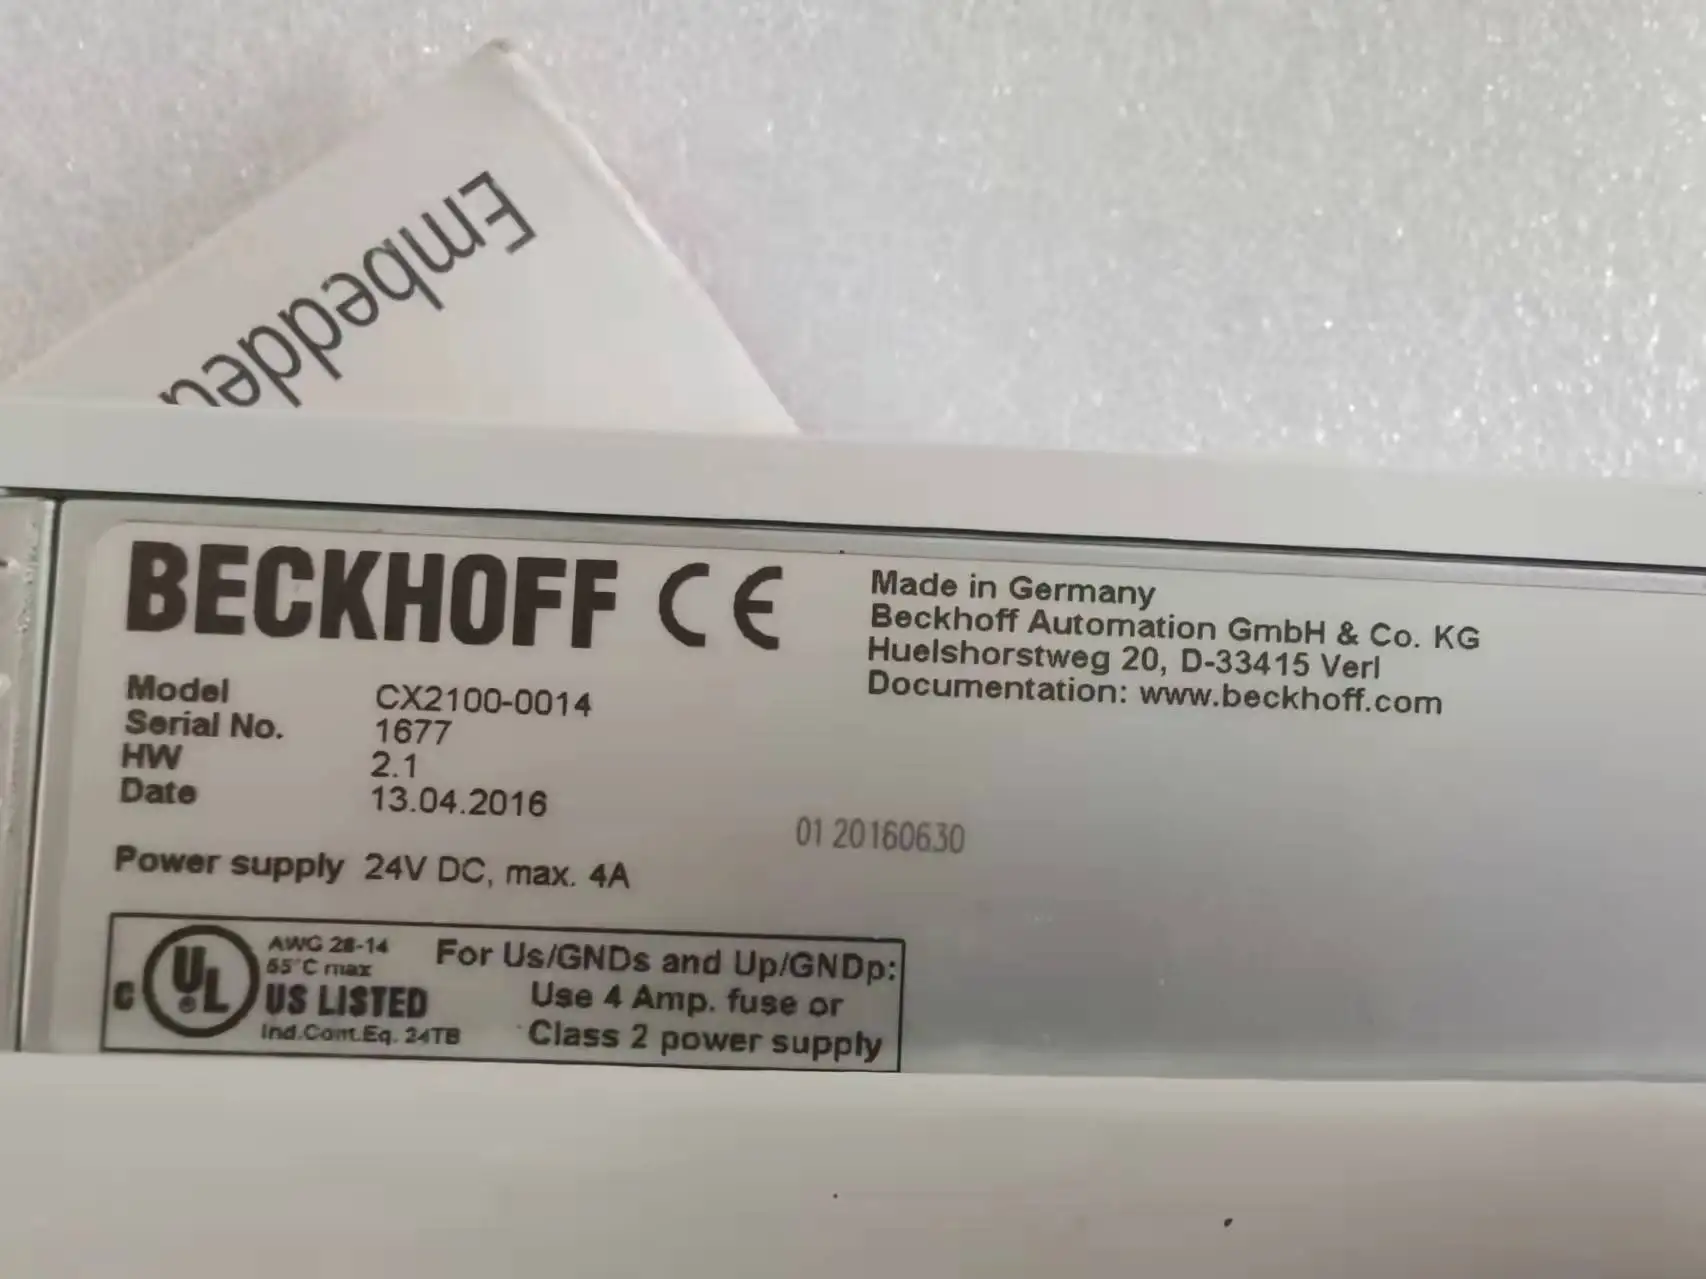 Embedded
BECKHOFF CE
Made in Germany
Beckhoff Automation GmbH & Co. KG
Huelshorstweg 20, D-33415 Verl
Documentation: www.beckhoff.com
Model CX2100-0014
Serial No. 1677
HW 2.1
Date 13.04.2016
01 20160630
Power supply 24V DC, max. 4A
AWG 28-14
55°C max
C UL US LISTED
Ind.Cont.Eq. 24TB
For Us/GNDs and Up/GNDp:
Use 4 Amp. fuse or
Class 2 power supply